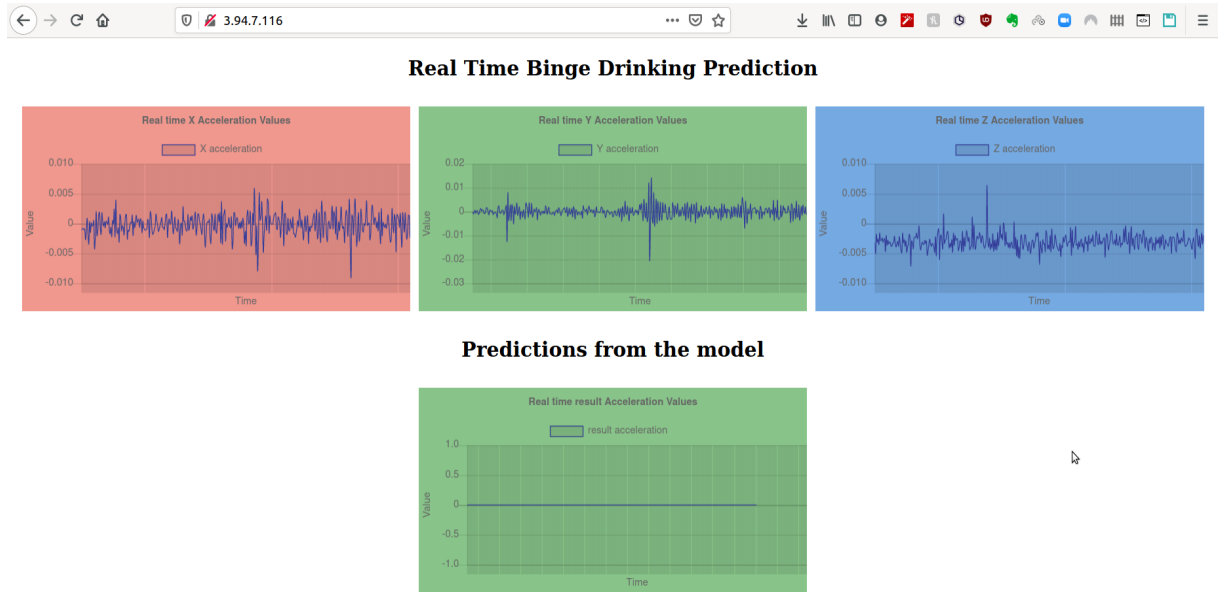 3.94.7.116
Real Time Binge Drinking Prediction
Real time X Acceleration Values
X acceleration
0.010
0.005
0
-0.005
-0.010
Value
Time
Real time Y Acceleration Values
Y acceleration
0.02
0.01
0
-0.01
-0.02
-0.03
Value
Time
Real time Z Acceleration Values
Z acceleration
0.010
0.005
0
-0.005
-0.010
Value
Time
Predictions from the model
Real time result Acceleration Values
result acceleration
1.0
0.5
0
-0.5
-1.0
Value
Time